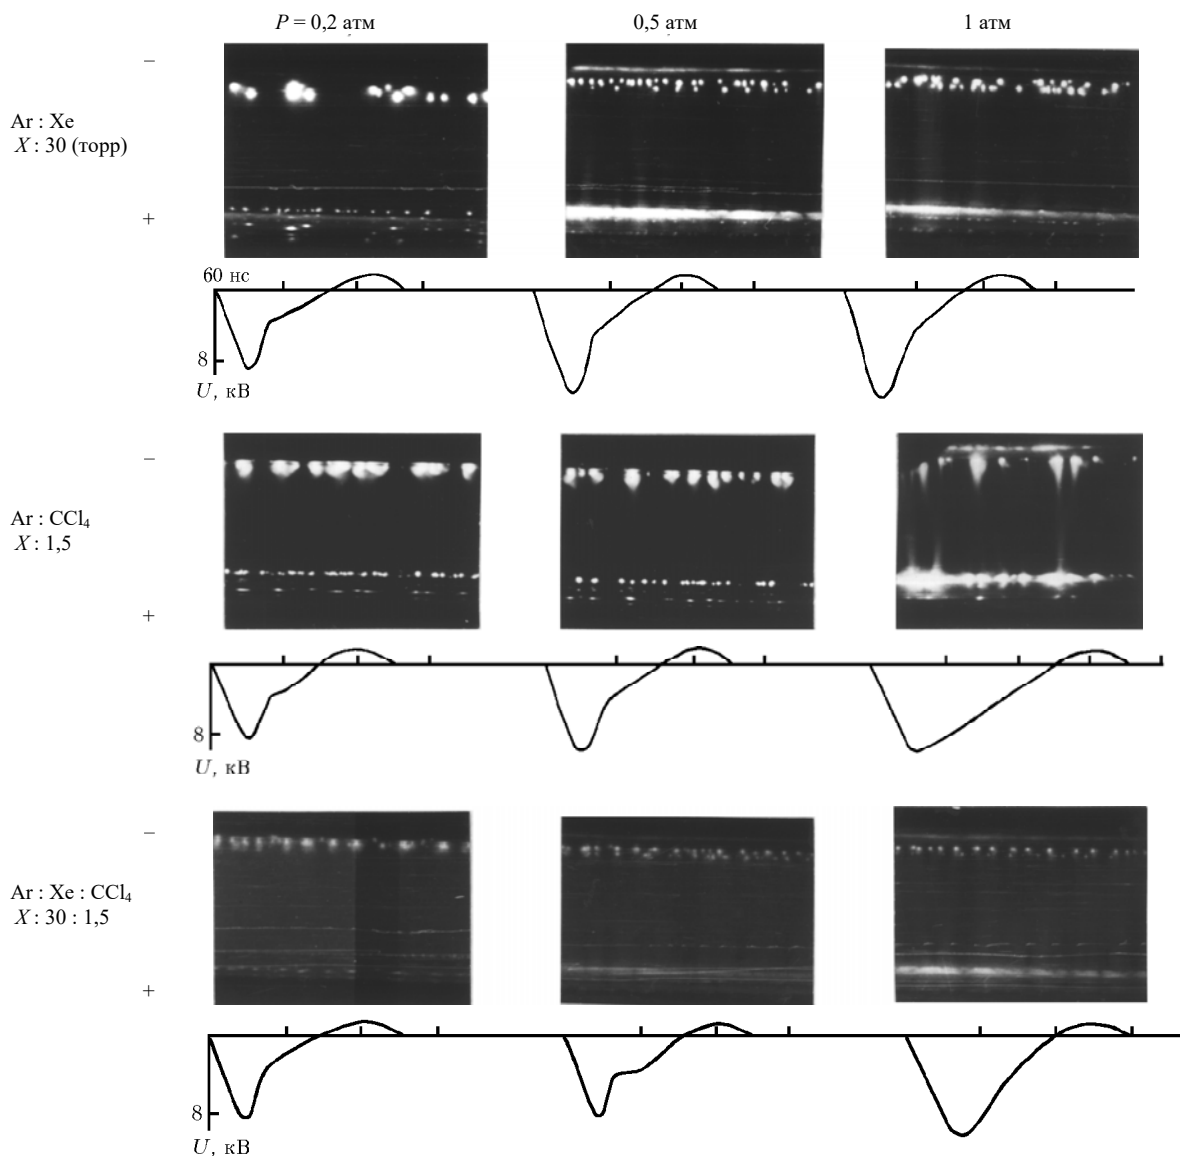 P = 0,2 атм 0,5 атм 1 атм
−
Ar : Xe
X : 30 (торр)
+
60 нс
8
U, кВ
−
Ar : CCl₄
X : 1,5
+
8
U, кВ
−
Ar : Xe : CCl₄
X : 30 : 1,5
+
8
U, кВ